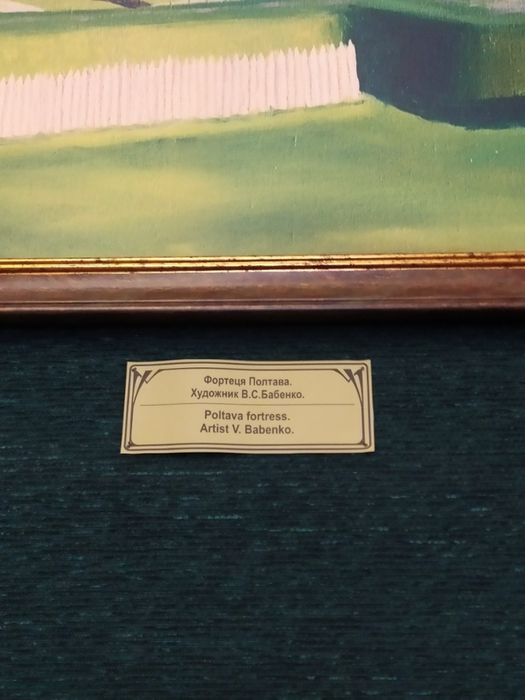 Фортеця Полтава.
Художник В.С.Бабенко.
Poltava fortress.
Artist V. Babenko.